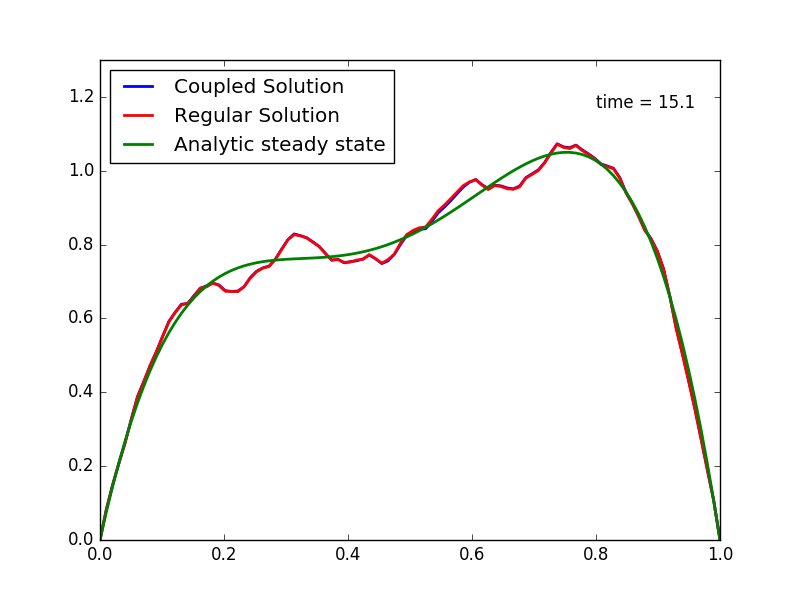 Coupled Solution
Regular Solution
Analytic steady state
time = 15.1
1.2
1.0
0.8
0.6
0.4
0.2
0.0
0.0 0.2 0.4 0.6 0.8 1.0